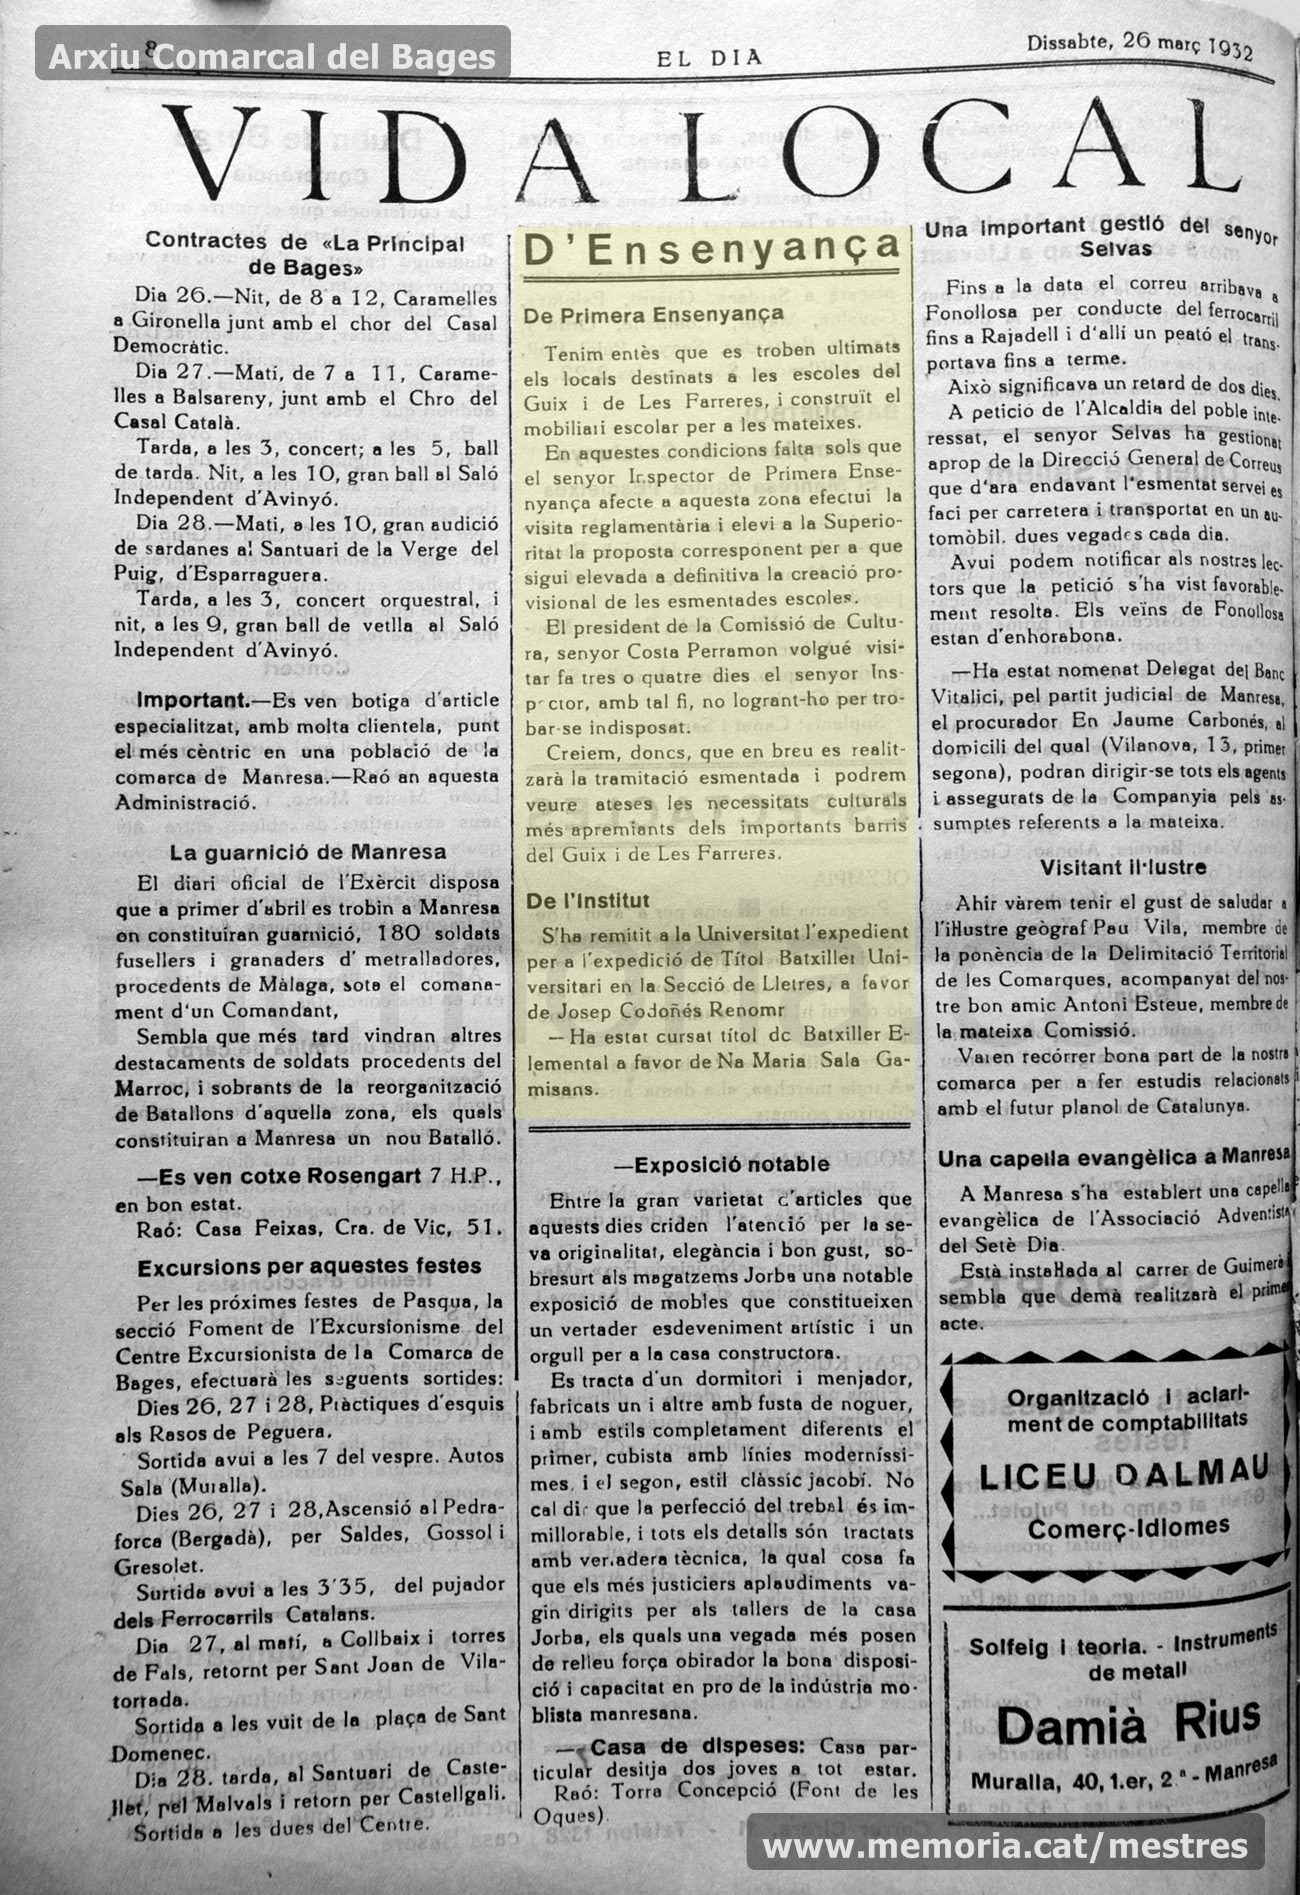 Arxiu Comarcal del Bages
8
EL DIA
Dissabte, 26 març 1932
VIDA LOCAL
Contractes de «La Principal
de Bages»
Dia 26.—Nit, de 8 a 12, Caramelles
a Gironella junt amb el chor del Casal
Democràtic.
Dia 27.—Matí, de 7 a 11, Carame-
lles a Balsareny, junt amb el Chro del
Casal Català.
Tarda, a les 3, concert; a les 5, ball
de tarda. Nit, a les 10, gran ball al Saló
Independent d'Avinyó.
Dia 28.—Mati, a les 10, gran audició
de sardanes al Santuari de la Verge del
Puig, d'Esparraguera.
Tarda, a les 3, concert orquestral, i
nit, a les 9, gran ball de vetlla al Saló
Independent d'Avinyó.
Important.—Es ven botiga d'article
especialitzat, amb molta clientela, punt
el més cèntric en una població de la
comarca de Manresa.—Raó an aquesta
Administració.
La guarnició de Manresa
El diari oficial de l'Exèrcit disposa
que a primer d'abril es trobin a Manresa
on constituiran guarnició, 180 soldats
fusellers i granaders d' metralladores,
procedents de Màlaga, sota el comana-
ment d'un Comandant,
Sembla que més tard vindran altres
destacaments de soldats procedents del
Marroc, i sobrants de la reorganització
de Batallons d'aquella zona, els quals
constituiran a Manresa un nou Batalló.
—Es ven cotxe Rosengart 7 H.P.,
en bon estat.
Raó: Casa Feixas, Cra. de Vic, 51.
Excursions per aquestes festes
Per les próximes festes de Pasqua, la
secció Foment de l'Excursionisme del
Centre Excursionista de la Comarca de
Bages, efectuarà les següents sortides:
Dies 26, 27 i 28, Pràctiques d'esquis
als Rasos de Peguera.
Sortida avui a les 7 del vespre. Autos
Sala (Muralla).
Dies 26, 27 i 28, Ascensió al Pedra-
forca (Bergadà), per Saldes, Gossol i
Gresolet.
Surtida avui a les 3'35, del pujador
dels Ferrocarrils Catalans.
Dia 27, al matí, a Collbaix i torres
de Fals, retornt per Sant Joan de Vila-
torrada.
Sortida a les vuit de la plaça de Sant
Domenec.
Dia 28. tarda, al Santuari de Caste-
llet, pel Malvals i retorn per Castellgali.
Sortida a les dues del Centre.
D'Ensenyança
De Primera Ensenyança
Tenim entès que es troben ultimats
els locals destinats a les escoles del
Guix i de Les Farreres, i construït el
mobiliari escolar per a les mateixes.
En aquestes condicions falta sols que
el senyor Inspector de Primera Ense-
nyança afecte a aquesta zona efectui la
visita reglamentària i elevi a la Superio-
ritat la proposta corresponent per a que
sigui elevada a definitiva la creació pro-
visional de les esmentades escoles.
El president de la Comissió de Cultu-
ra, senyor Costa Perramon volgué visi-
tar fa tres o quatre dies el senyor Ins-
pector, amb tal fi, no logrant-ho per tro-
bar-se indisposat.
Creiem, doncs, que en breu es realit-
zarà la tramitació esmentada i podrem
veure ateses les necessitats culturals
més apremiants dels importants barris
del Guix i de Les Farreres.
De l'Institut
S'ha remitit a la Universitat l'expedient
per a l'expedició de Títol Batxiller Uni-
versitari en la Secció de Lletres, a favor
de Josep Codoñés Renomr
—Ha estat cursat títol de Batxiller E-
lemental a favor de Na Maria Sala Ga-
misans.
—Exposició notable
Entre la gran varietat d'articles que
aquests dies criden l'atenció per la se-
va originalitat, elegància i bon gust, so-
bresurt als magatzems Jorba una notable
exposició de mobles que constitueixen
un vertader esdeveniment artístic i un
orgull per a la casa constructora.
Es tracta d'un dormitori i menjador,
fabricats un i altre amb fusta de noguer,
i amb estils completament diferents el
primer, cubista amb línies moderníssi-
mes, i el segon, estil clàssic jacobí. No
cal dir que la perfecció del trebal és im-
millorable, i tots els detalls són tractats
amb verdadera tècnica, la qual cosa fa
que els més justiciers aplaudiments va-
gin dirigits per als tallers de la casa
Jorba, els quals una vegada més posen
de relleu força obirador la bona disposi-
ció i capacitat en pro de la indústria mo-
blista manresana.
—Casa de dispeses: Casa par-
ticular desitja dos joves a tot estar.
Raó: Torra Concepció (Font de les
Oques).
Una important gestió del senyor
Selvas
Fins a la data el correu arribava a
Fonollosa per conducte del ferrocarril
fins a Rajadell i d'allí un peató el trans-
portava fins a terme.
Això significava un retard de dos dies.
A petició de l'Alcaldia del poble inte-
ressat, el senyor Selvas ha gestionat
aprop de la Direcció General de Correus
que d'ara endavant l'esmentat servei es
faci per carretera i transportat en un au-
tomòbil. dues vegades cada dia.
Avui podem notificar als nostres lec-
tors que la petició s'ha vist favorable-
ment resolta. Els veïns de Fonollosa
estan d'enhorabona.
—Ha estat nomenat Delegat del Banc
Vitalici, pel partit judicial de Manresa,
el procurador En Jaume Carbonés, al
domicili del qual (Vilanova, 13, primer
segona), podran dirigir-se tots els agents
i assegurats de la Companyia pels as-
sumptes referents a la mateixa.
Visitant il·lustre
Ahir vàrem tenir el gust de saludar a
l'il·lustre geògraf Pau Vila, membre de
la ponència de la Delimitació Territorial
de les Comarques, acompanyat del nos-
tre bon amic Antoni Esteue, membre de
la mateixa Comissió.
Varen recórrer bona part de la nostra
comarca per a fer estudis relacionats
amb el futur planol de Catalunya.
Una capella evangèlica a Manresa
A Manresa s'ha establert una capella
evangèlica de l'Associació Adventista
del Setè Dia.
Està instal·lada al carrer de Guimerà
sembla que demà realitzarà el primer
acte.
Organització i aclari-
ment de comptabilitats
LICEU DALMAU
Comerç-Idiomes
Solfeig i teoria. - Instruments
de metall
Damià Rius
Muralla, 40, 1.er, 2.ª - Manresa
www.memoria.cat/mestres